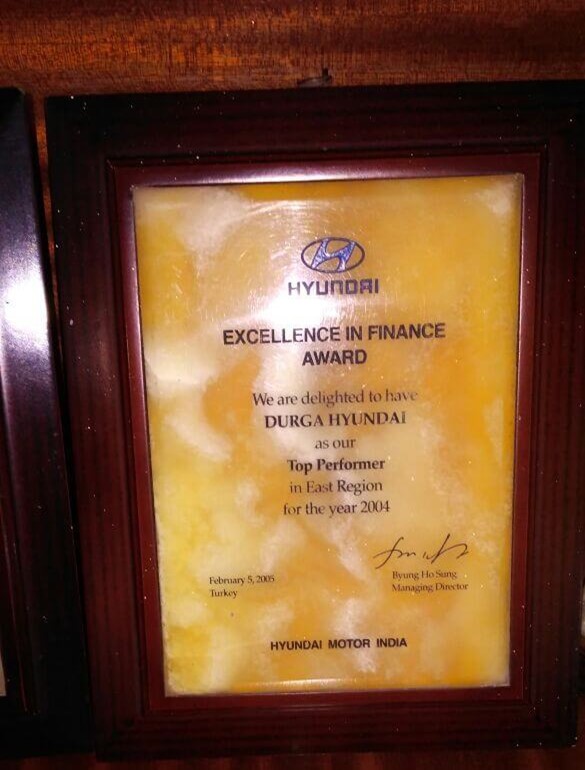 HYUNDAI
EXCELLENCE IN FINANCE
AWARD
We are delighted to have
DURGA HYUNDAI
as our
Top Performer
in East Region
for the year 2004
February 5, 2005
Turkey
Byung Ho Sung
Managing Director
HYUNDAI MOTOR INDIA